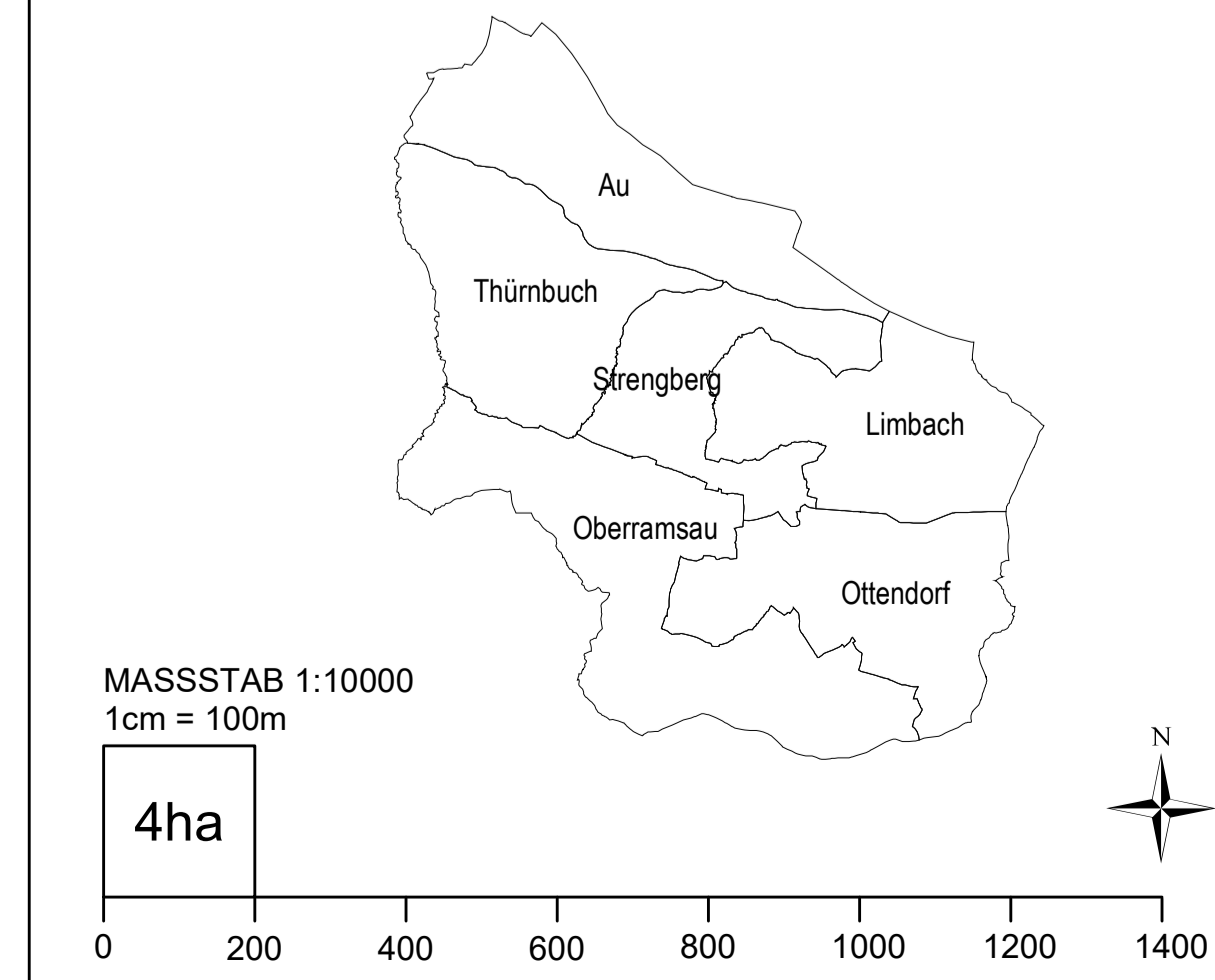 Au
Thürnbuch
Strengberg
Limbach
Oberramsau
Ottendorf
MASSSTAB 1:10000
1cm = 100m
4ha
N
0 200 400 600 800 1000 1200 1400